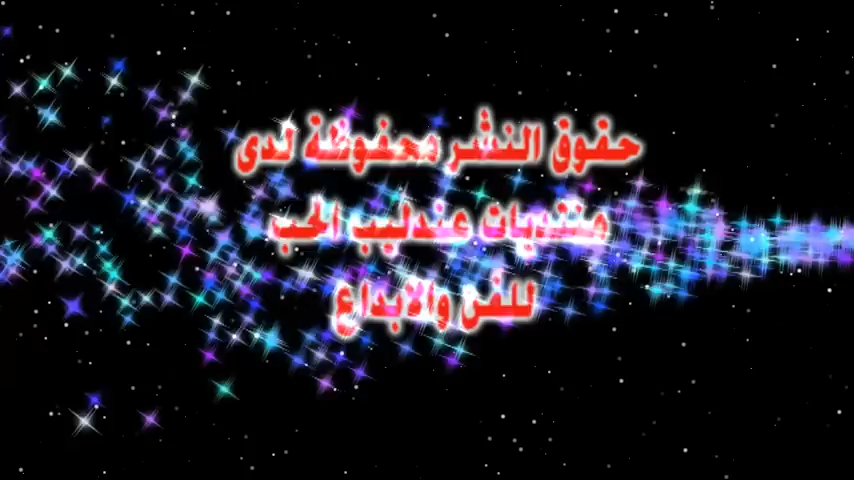 حقوق النشر محفوظة لدى
منتديات عندليب الحب
للفن والابداع